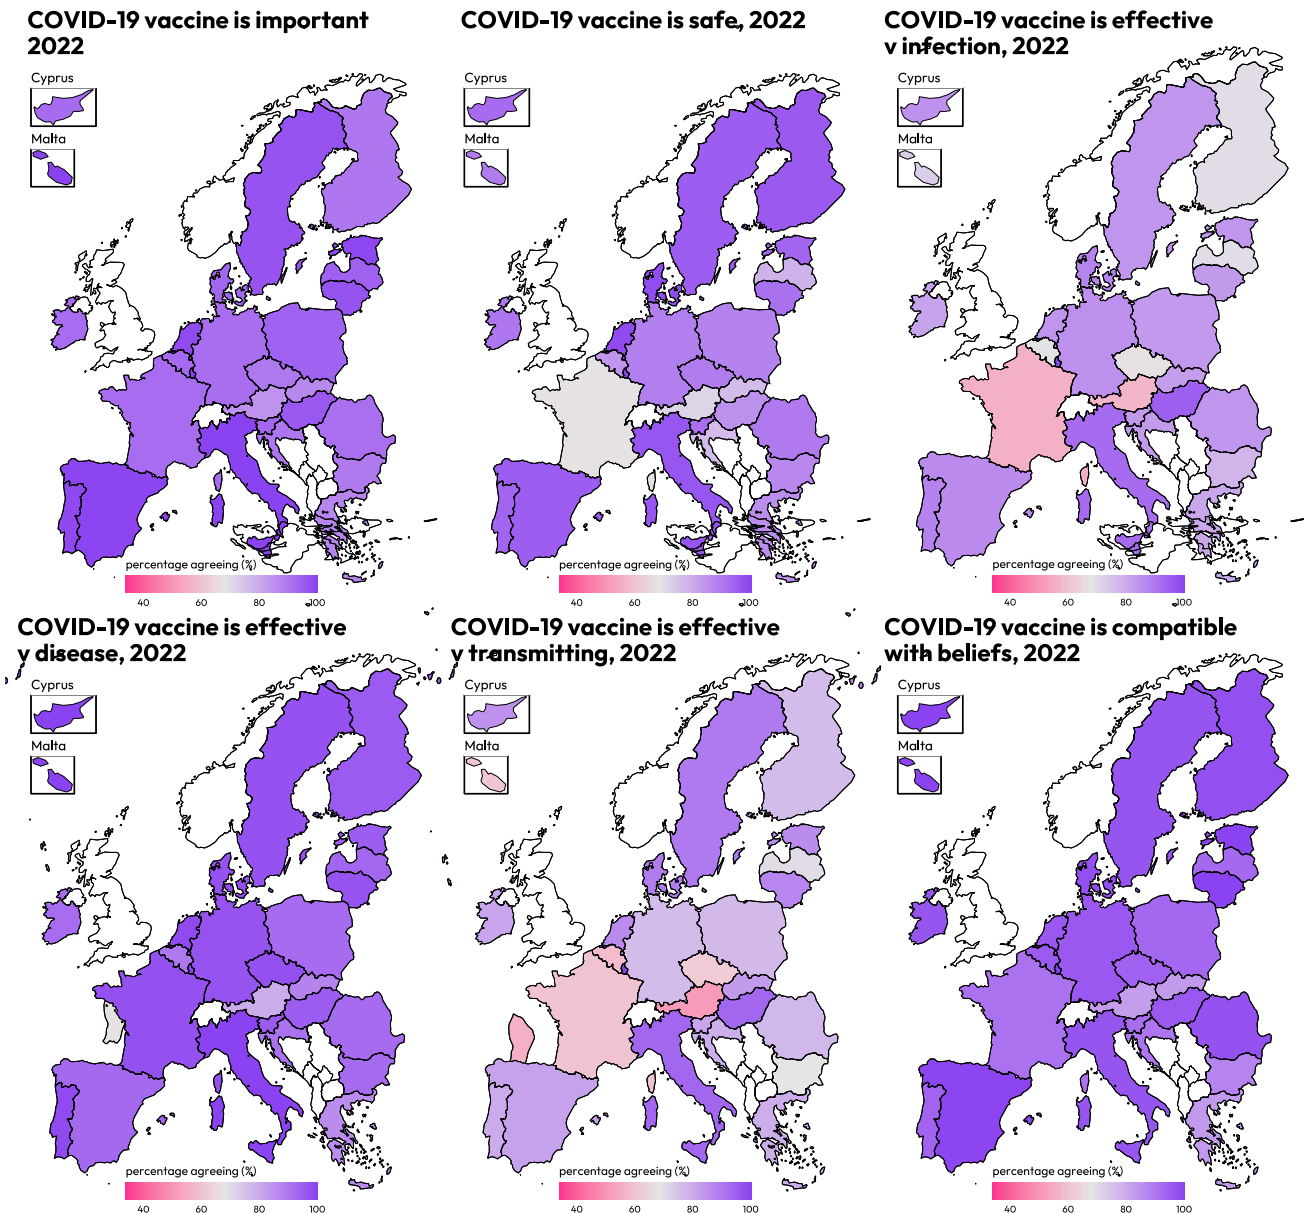 COVID-19 vaccine is important
2022
Cyprus
Malta
percentage agreeing (%)
40 60 80 100
COVID-19 vaccine is safe, 2022
Cyprus
Malta
percentage agreeing (%)
40 60 80 100
COVID-19 vaccine is effective
v infection, 2022
Cyprus
Malta
percentage agreeing (%)
40 60 80 100
COVID-19 vaccine is effective
v disease, 2022
Cyprus
Malta
percentage agreeing (%)
40 60 80 100
COVID-19 vaccine is effective
v transmitting, 2022
Cyprus
Malta
percentage agreeing (%)
40 60 80 100
COVID-19 vaccine is compatible
with beliefs, 2022
Cyprus
Malta
percentage agreeing (%)
40 60 80 100